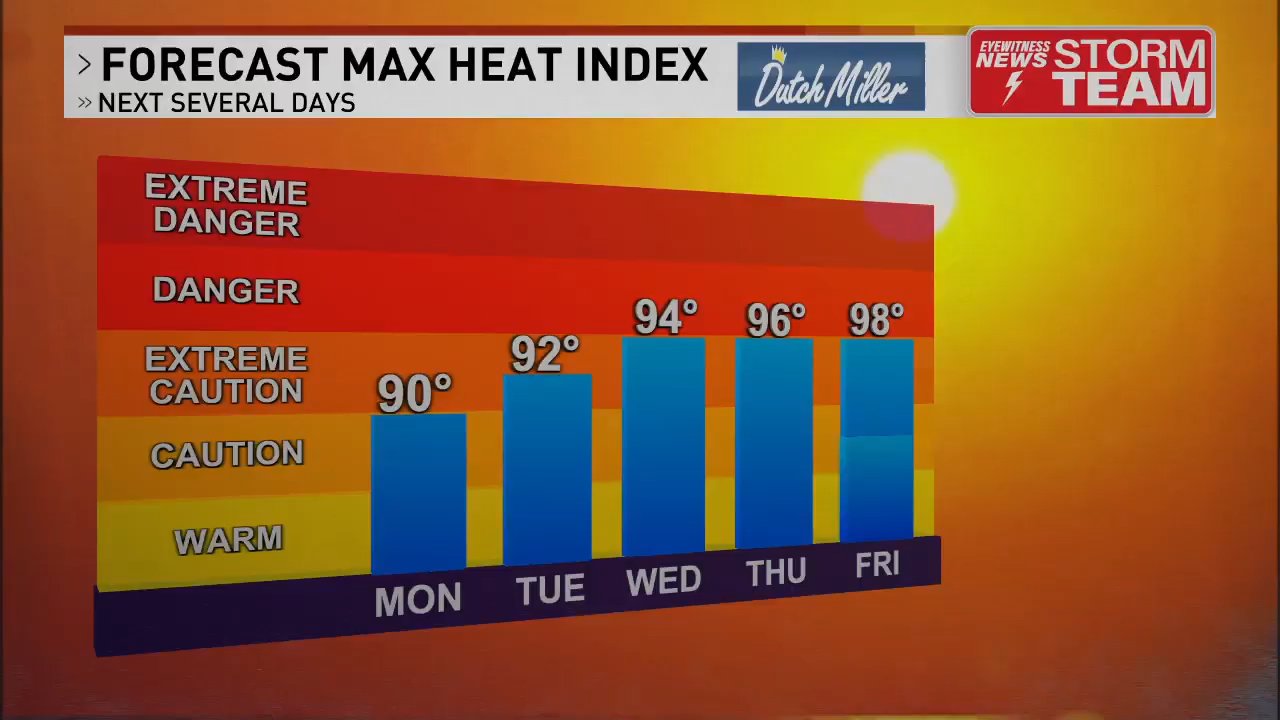 > FORECAST MAX HEAT INDEX
» NEXT SEVERAL DAYS
Dutch Miller
EYEWITNESS
NEWS
STORM
TEAM
EXTREME
DANGER
DANGER
EXTREME
CAUTION
CAUTION
WARM
90°
92°
94°
96°
98°
MON
TUE
WED
THU
FRI